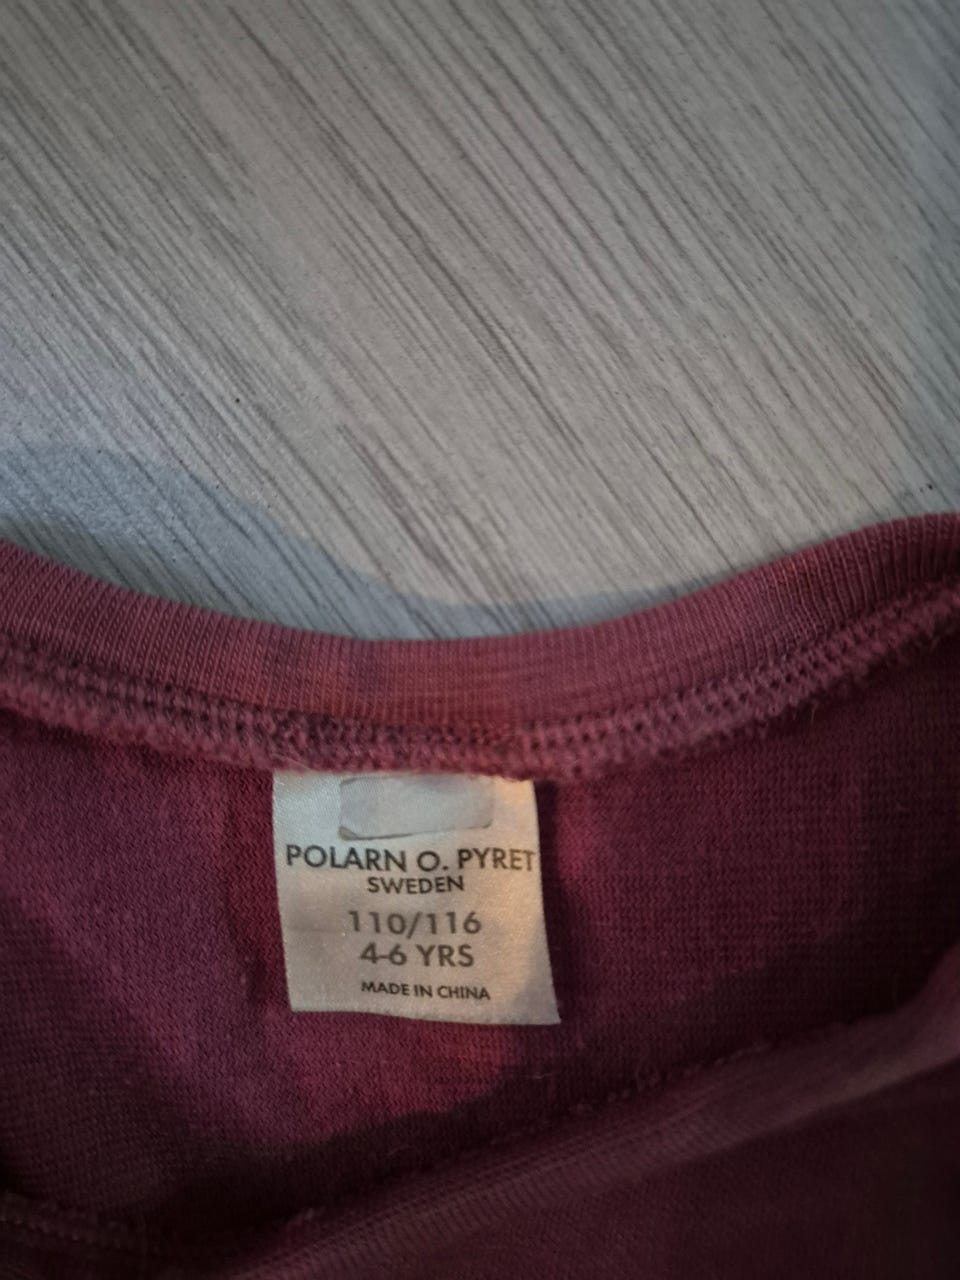 POLARN O. PYRET
SWEDEN
110/116
4-6 YRS
MADE IN CHINA